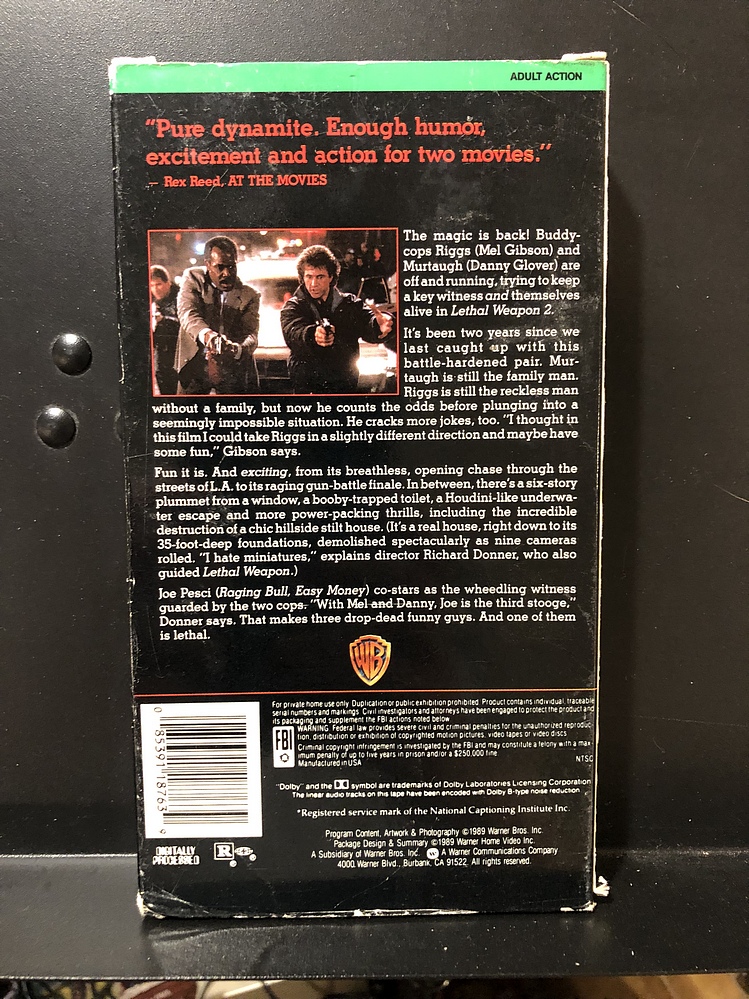 ADULT ACTION
“Pure dynamite. Enough humor,
excitement and action for two movies.”
— Rex Reed, AT THE MOVIES
The magic is back! Buddy-
cops Riggs (Mel Gibson) and
Murtaugh (Danny Glover) are
off and running, trying to keep
a key witness and themselves
alive in Lethal Weapon 2.
It’s been two years since we
last caught up with this
battle-hardened pair. Mur-
taugh is still the family man.
Riggs is still the reckless man
without a family, but now he counts the odds before plunging into a
seemingly impossible situation. He cracks more jokes, too. “I thought in
this film I could take Riggs in a slightly different direction and maybe have
some fun,” Gibson says.
Fun it is. And exciting, from its breathless, opening chase through the
streets of L.A. to its raging gun-battle finale. In between, there’s a six-story
plummet from a window, a booby-trapped toilet, a Houdini-like underwa-
ter escape and more power-packing thrills, including the incredible
destruction of a chic hillside stilt house. (It’s a real house, right down to its
35-foot-deep foundations, demolished spectacularly as nine cameras
rolled. “I hate miniatures,” explains director Richard Donner, who also
guided Lethal Weapon.)
Joe Pesci (Raging Bull, Easy Money) co-stars as the wheedling witness
guarded by the two cops. “With Mel and Danny, Joe is the third stooge,”
Donner says. That makes three drop-dead funny guys. And one of them
is lethal.
WB
For private home use only. Duplication or public exhibition prohibited. Product contains individual, traceable
serial numbers and markings. Civil investigators and attorneys have been engaged to protect the product and
its packaging and supplement the FBI actions noted below
FBI
WARNING: Federal law provides severe civil and criminal penalties for the unauthorized reproduc-
tion, distribution or exhibition of copyrighted motion pictures, video tapes or video discs.
Criminal copyright infringement is investigated by the FBI and may constitute a felony with a max-
imum penalty of up to five years in prison and/or a $250,000 fine
Manufactured in USA
NTSC
“Dolby” and the symbol are trademarks of Dolby Laboratories Licensing Corporation
The linear audio tracks on this tape have been encoded with Dolby B-type noise reduction.
*Registered service mark of the National Captioning Institute Inc.
0 85391 18763 9
DIGITALLY
PROCESSED
R
Program Content, Artwork & Photography ©1989 Warner Bros. Inc.
Package Design & Summary ©1989 Warner Home Video Inc.
A Subsidiary of Warner Bros. Inc. A Warner Communications Company
4000 Warner Blvd., Burbank, CA 91522. All rights reserved.